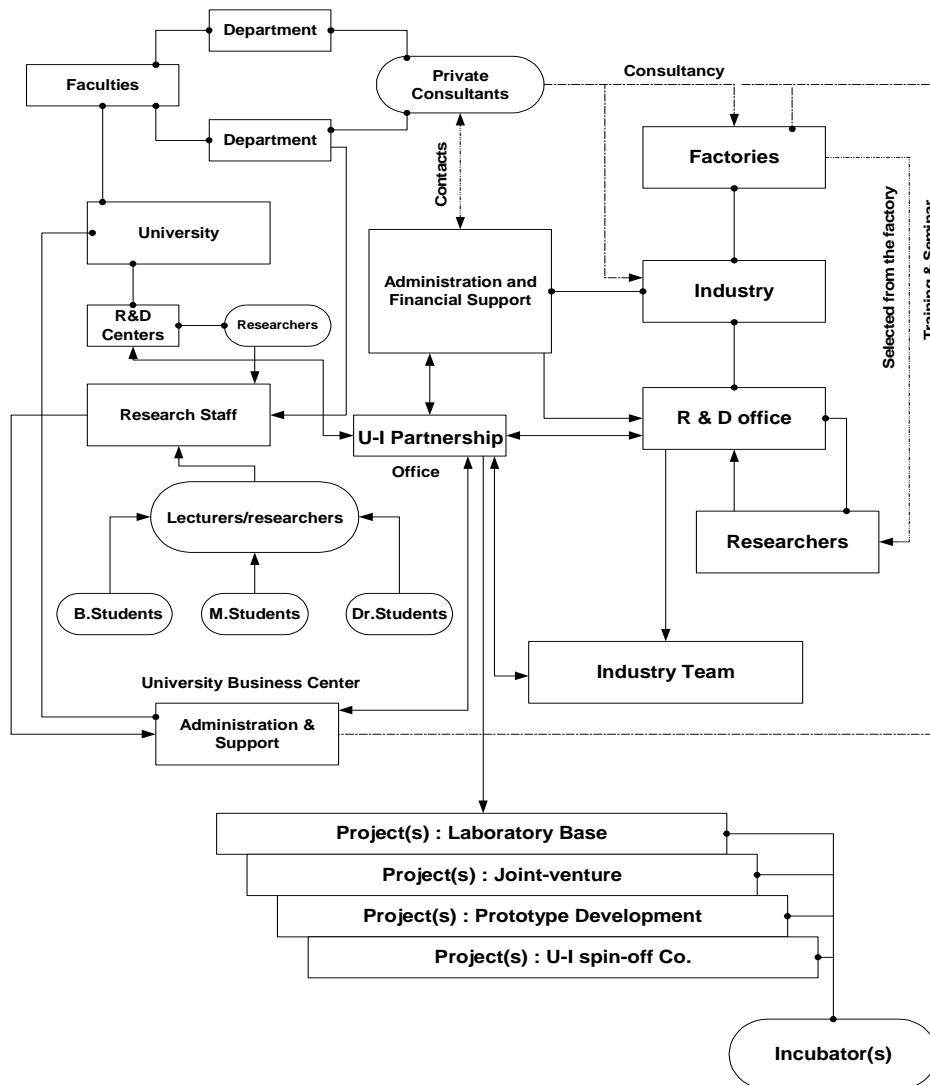 Department
Faculties
Private
Consultants
Consultancy
Department
Factories
Contacts
Selected from the factory
Training & Seminar
University
Administration and
Financial Support
Industry
R&D
Centers
Researchers
Research Staff
U-I Partnership
Office
R & D office
Lecturers/researchers
Researchers
B.Students
M.Students
Dr.Students
Industry Team
University Business Center
Administration &
Support
Project(s) : Laboratory Base
Project(s) : Joint-venture
Project(s) : Prototype Development
Project(s) : U-I spin-off Co.
Incubator(s)